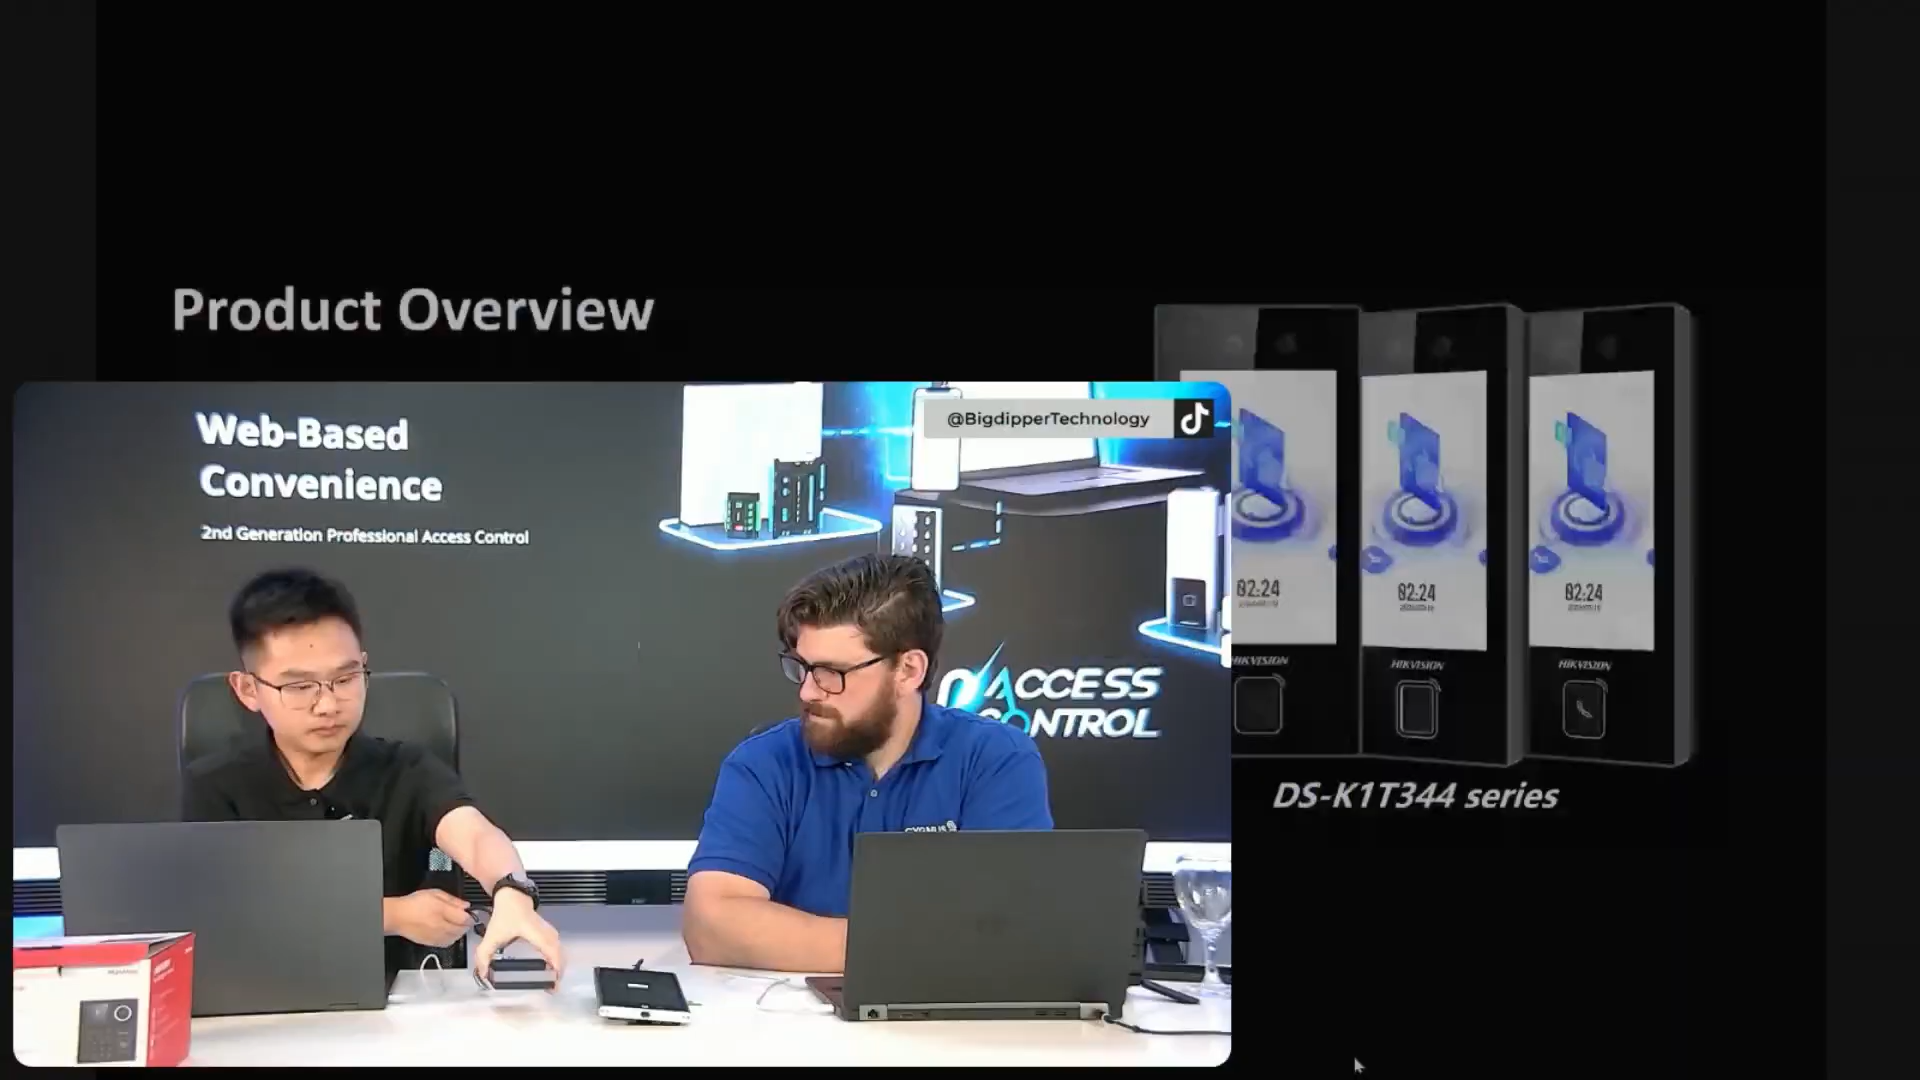 Product Overview
Web-Based
Convenience
2nd Generation Professional Access Control
@BigdipperTechnology
ACCESS
CONTROL
02:24
02:24
02:24
HIKVISION
HIKVISION
HIKVISION
DS-K1T344 series